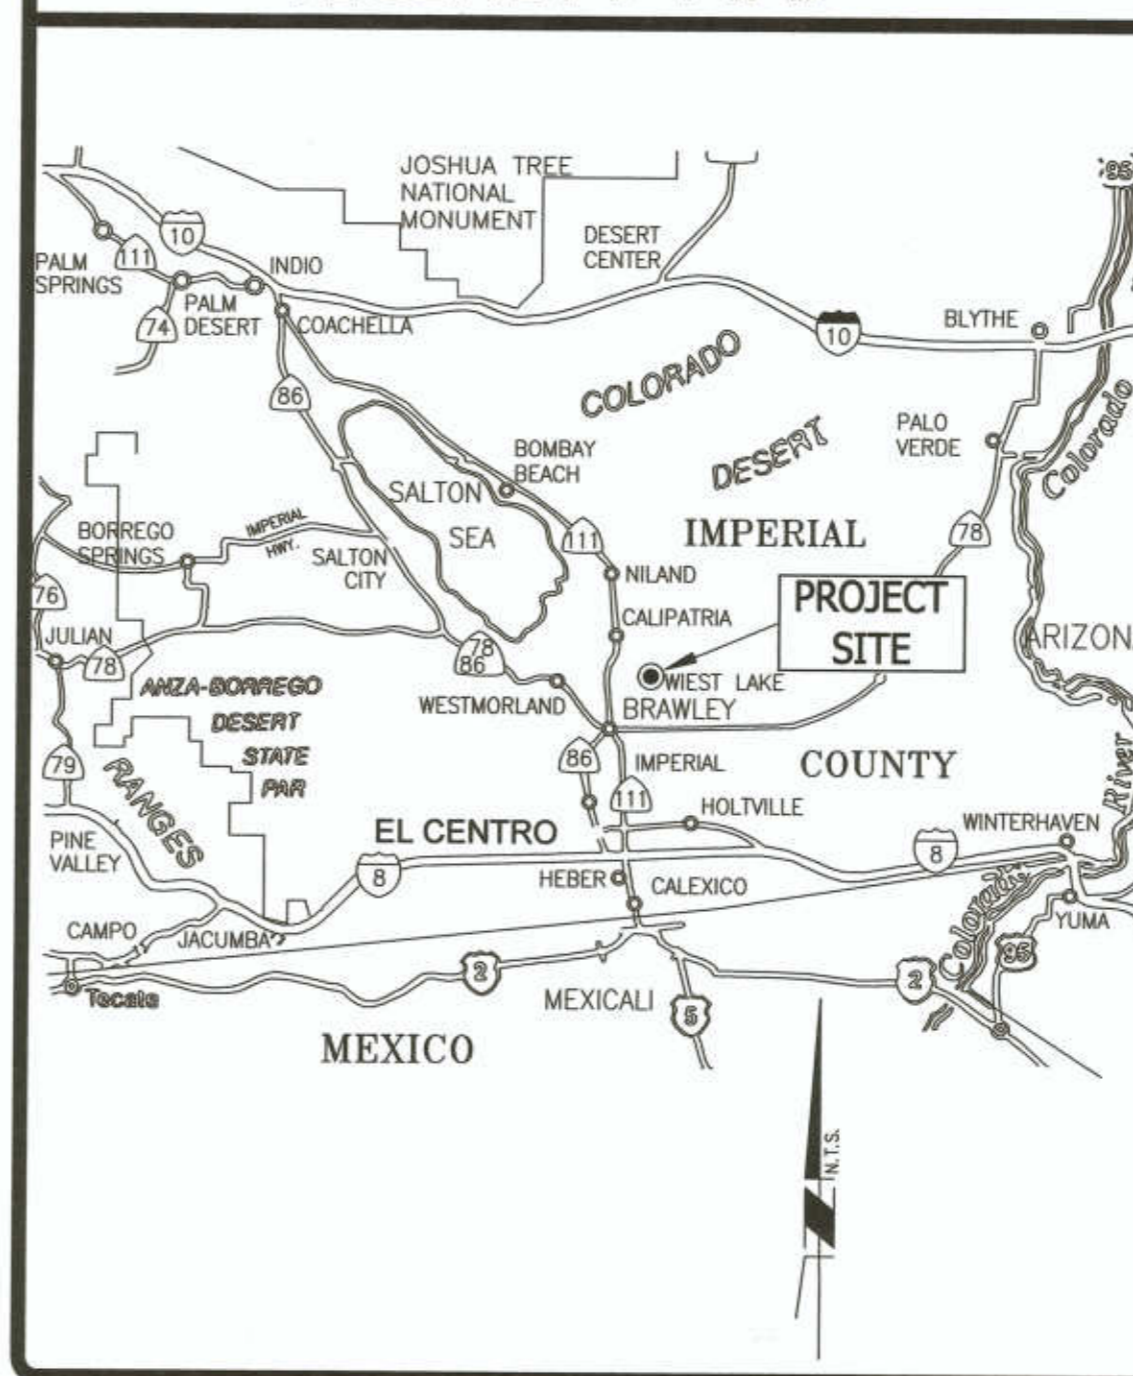 JOSHUA TREE
NATIONAL
MONUMENT
95
10
DESERT
CENTER
PALM
SPRINGS
111
INDIO
PALM
DESERT
74
COACHELLA
10
BLYTHE
86
COLORADO
DESERT
PALO
VERDE
Colorado
BOMBAY
BEACH
SALTON
SEA
BORREGO
SPRINGS
IMPERIAL
HWY.
SALTON
CITY
111
IMPERIAL
78
NILAND
76
CALIPATRIA
PROJECT
SITE
JULIAN
78
78
86
ARIZON
WIEST LAKE
ANZA-BORREGO
DESERT
STATE
PAR
WESTMORLAND
BRAWLEY
79
RANGES
86
IMPERIAL
COUNTY
River
111
HOLTVILLE
PINE
VALLEY
EL CENTRO
WINTERHAVEN
8
8
HEBER
CALEXICO
CAMPO
JACUMBA
YUMA
Colorado
95
2
2
Tecate
MEXICALI
5
MEXICO
N.T.S.